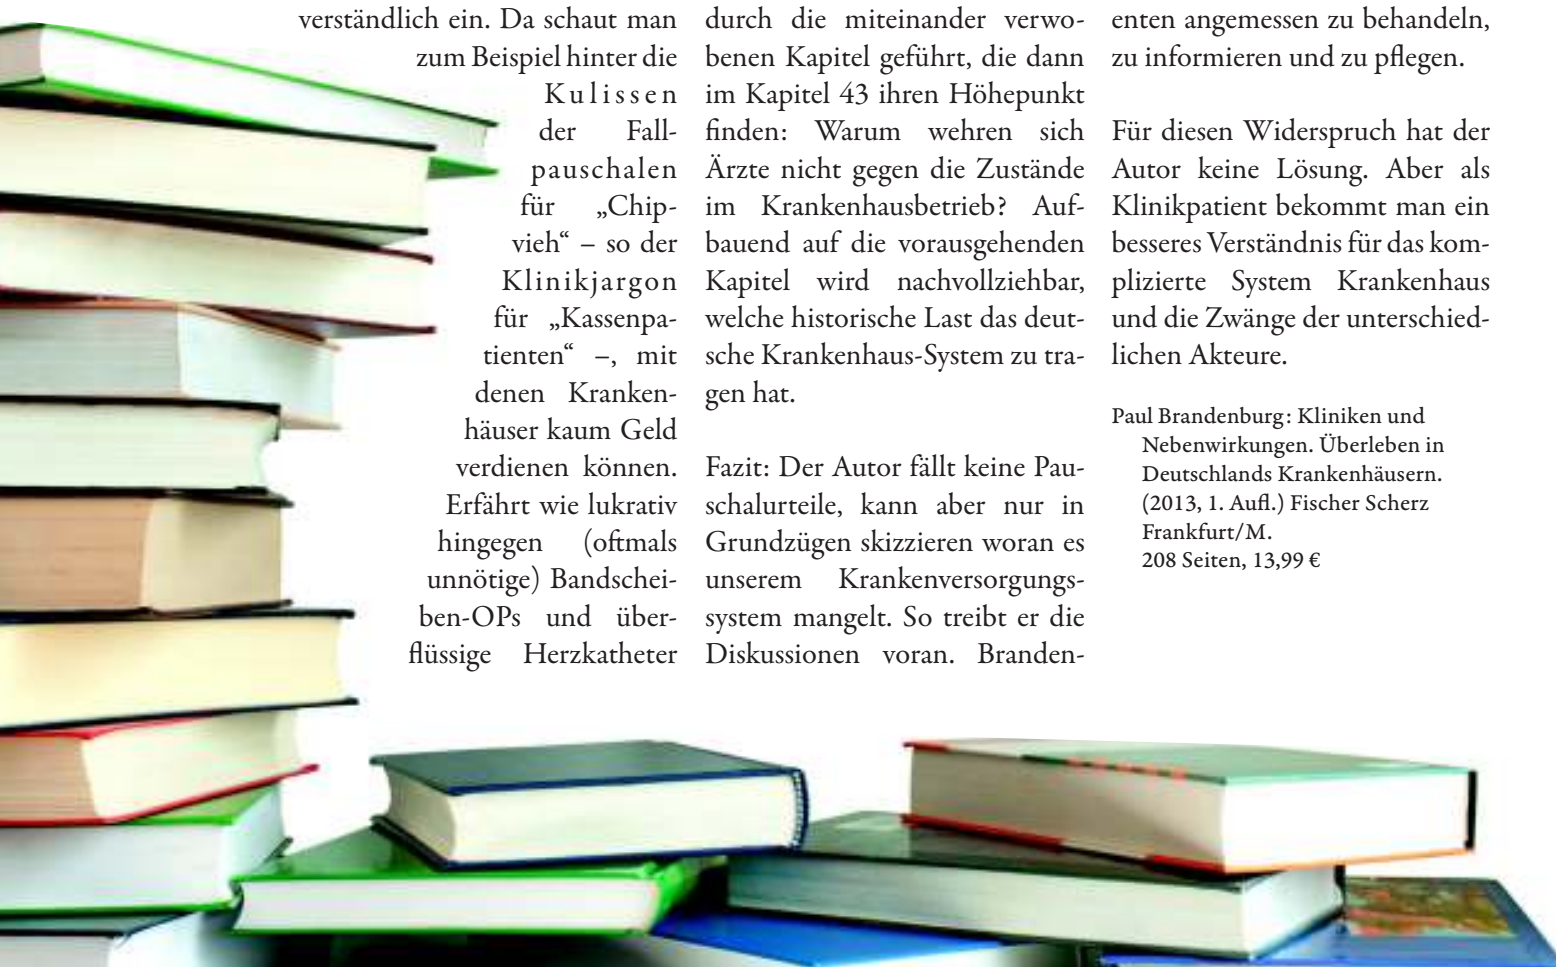 verständlich ein. Da schaut man
zum Beispiel hinter die
Kulissen
der Fall-
pauschalen
für „Chip-
vieh“ – so der
Klinikjargon
für „Kassenpa-
tienten“ –, mit
denen Kranken-
häuser kaum Geld
verdienen können.
Erfährt wie lukrativ
hingegen (oftmals
unnötige) Bandschei-
ben-OPs und über-
flüssige Herzkatheter
durch die miteinander verwo-
benen Kapitel geführt, die dann
im Kapitel 43 ihren Höhepunkt
finden: Warum wehren sich
Ärzte nicht gegen die Zustände
im Krankenhausbetrieb? Auf-
bauend auf die vorausgehenden
Kapitel wird nachvollziehbar,
welche historische Last das deut-
sche Krankenhaus-System zu tra-
gen hat.
Fazit: Der Autor fällt keine Pau-
schalurteile, kann aber nur in
Grundzügen skizzieren woran es
unserem Krankenversorgungs-
system mangelt. So treibt er die
Diskussionen voran. Branden-
enten angemessen zu behandeln,
zu informieren und zu pflegen.
Für diesen Widerspruch hat der
Autor keine Lösung. Aber als
Klinikpatient bekommt man ein
besseres Verständnis für das kom-
plizierte System Krankenhaus
und die Zwänge der unterschied-
lichen Akteure.
Paul Brandenburg: Kliniken und
Nebenwirkungen. Überleben in
Deutschlands Krankenhäusern.
(2013, 1. Aufl.) Fischer Scherz
Frankfurt/M.
208 Seiten, 13,99 €